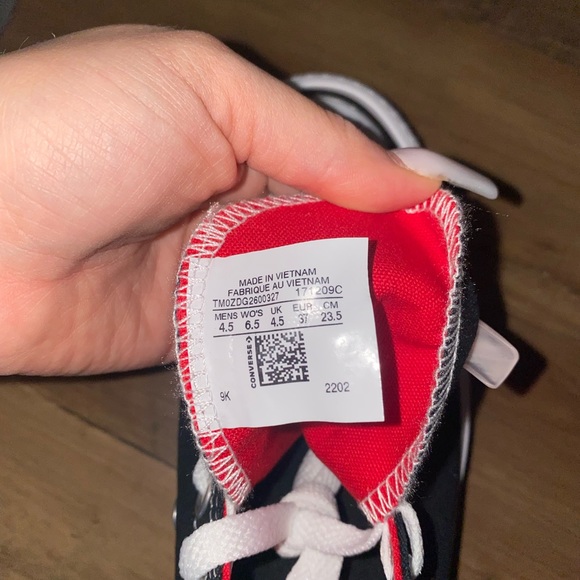 MADE IN VIETNAM
FABRIQUE AU VIETNAM
TM0ZDG2600327 171209C
MENS WO'S UK EUR CM
4.5 6.5 4.5 37 23.5
CONVERSE
9K 2202